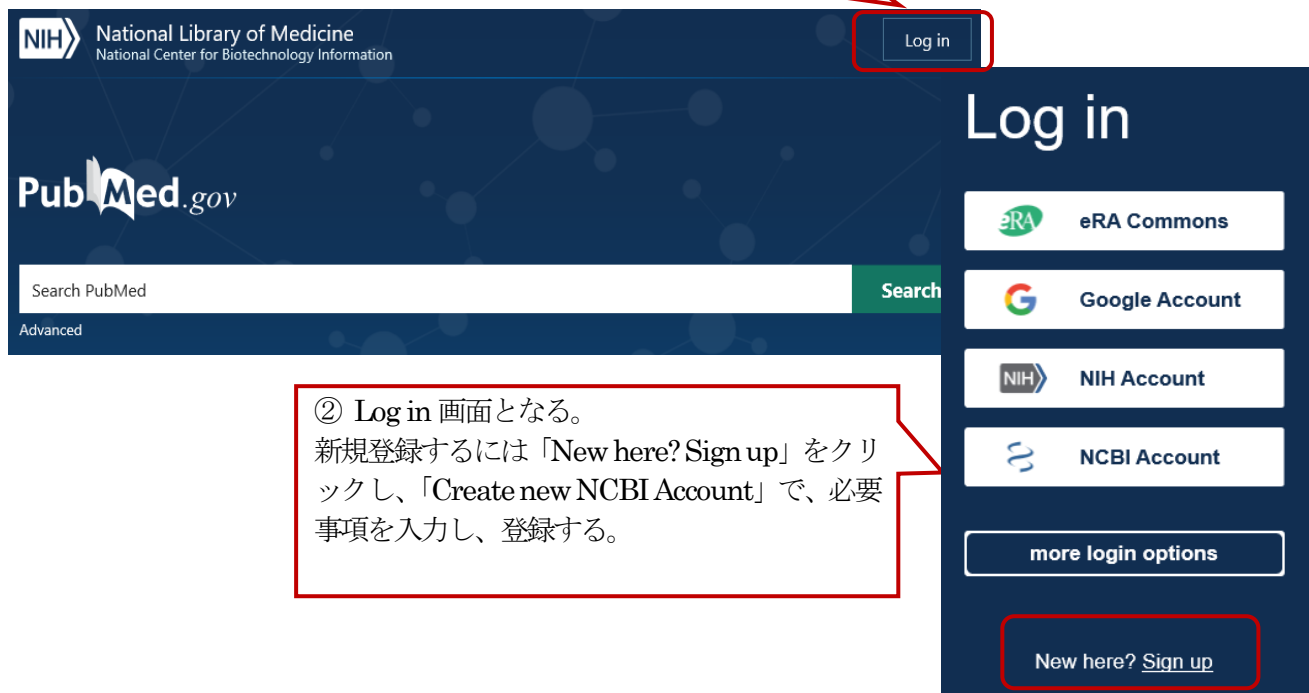 NIH National Library of Medicine
National Center for Biotechnology Information
Log in
PubMed.gov
Search PubMed
Search
Advanced
② Log in 画面となる。
新規登録するには「New here? Sign up」をクリ
ックし、「Create new NCBI Account」で、必要
事項を入力し、登録する。
Log in
eRA eRA Commons
G Google Account
NIH NIH Account
NCBI Account
more login options
New here? Sign up